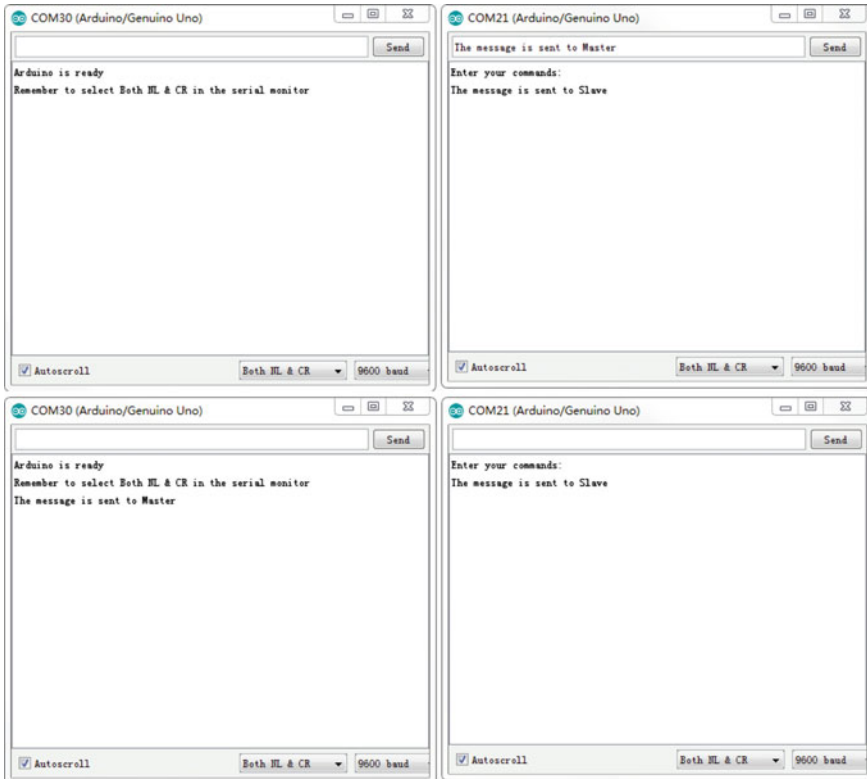 COM30 (Arduino/Genuino Uno)
Send
Arduino is ready
Remember to select Both NL & CR in the serial monitor
Autoscroll
Both NL & CR
9600 baud
COM21 (Arduino/Genuino Uno)
The message is sent to Master
Send
Enter your commands:
The message is sent to Slave
Autoscroll
Both NL & CR
9600 baud
COM30 (Arduino/Genuino Uno)
Send
Arduino is ready
Remember to select Both NL & CR in the serial monitor
The message is sent to Master
Autoscroll
Both NL & CR
9600 baud
COM21 (Arduino/Genuino Uno)
Send
Enter your commands:
The message is sent to Slave
Autoscroll
Both NL & CR
9600 baud